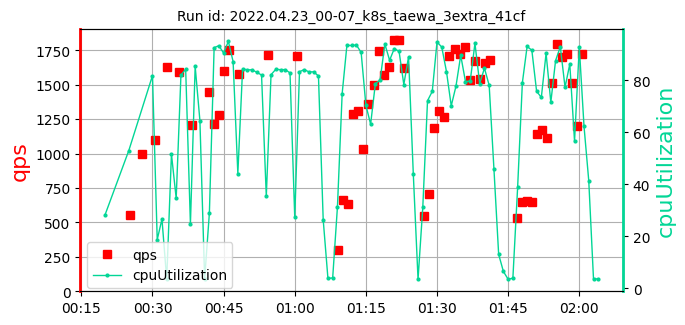 Run id: 2022.04.23_00-07_k8s_taewa_3extra_41cf
1750
1500
1250
1000
750
500
250
0
qps
80
60
40
20
0
cpuUtilization
qps
cpuUtilization
00:15 00:30 00:45 01:00 01:15 01:30 01:45 02:00